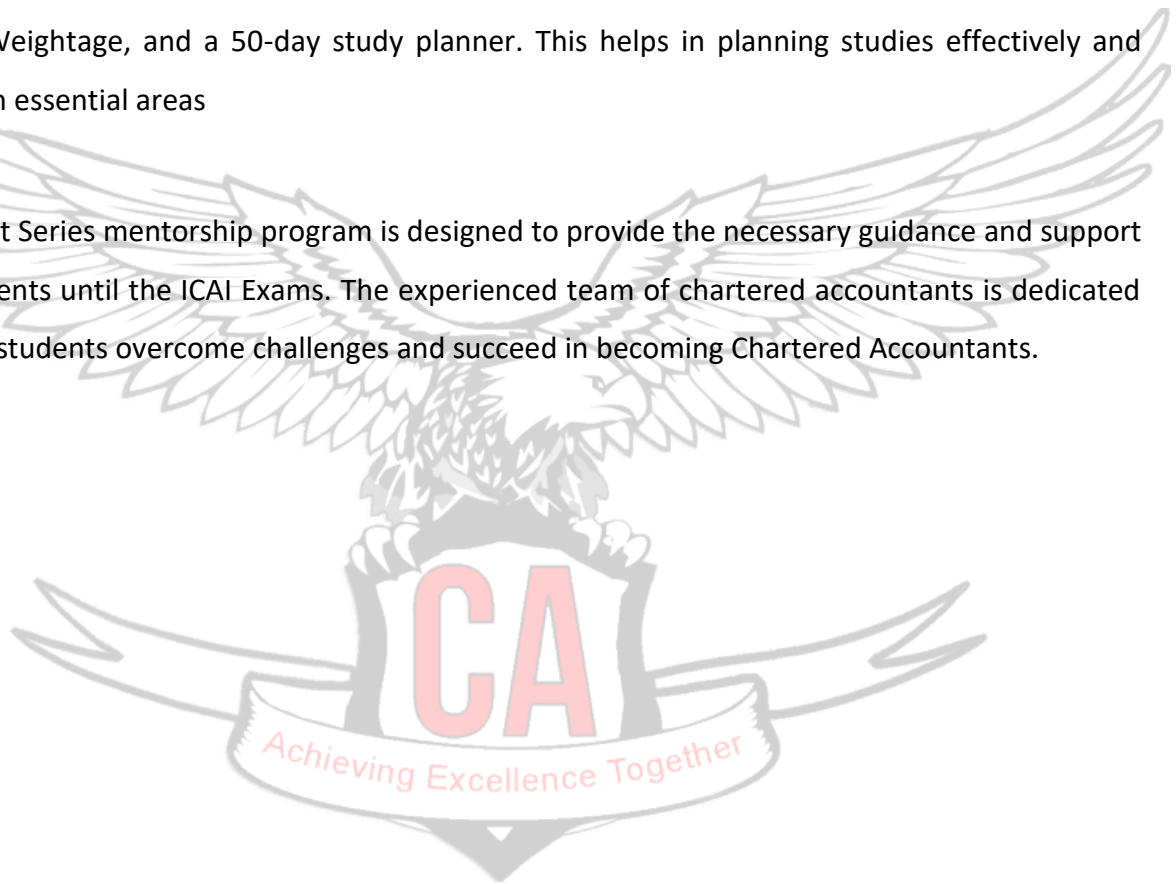 Weightage, and a 50-day study planner. This helps in planning studies effectively and
essential areas
Series mentorship program is designed to provide the necessary guidance and support
until the ICAI Exams. The experienced team of chartered accountants is dedicated
students overcome challenges and succeed in becoming Chartered Accountants.
CA
Achieving Excellence Together